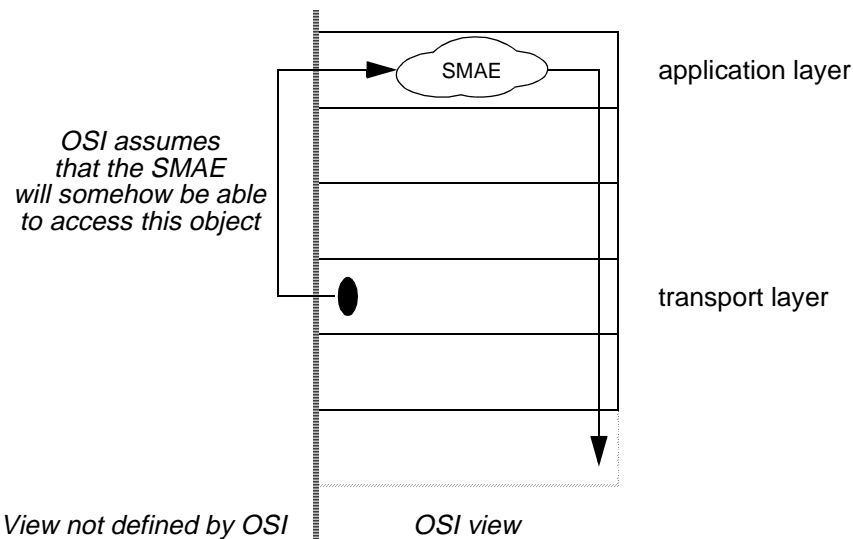 SMAE
application layer
OSI assumes
that the SMAE
will somehow be able
to access this object
transport layer
View not defined by OSI
OSI view